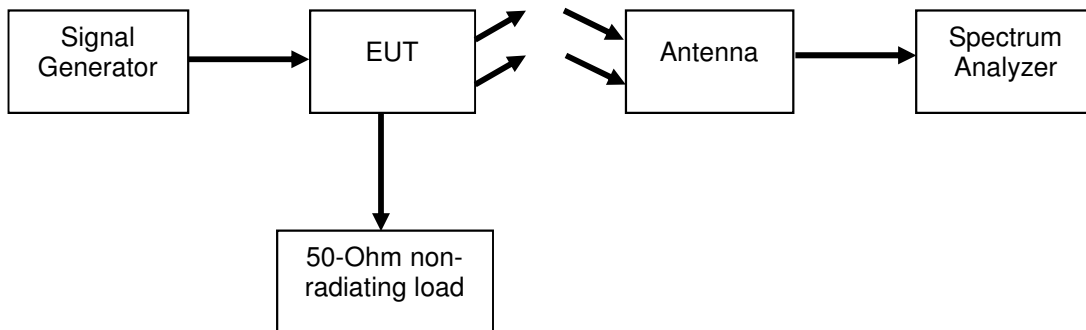 Signal
Generator
EUT
Antenna
Spectrum
Analyzer
50-Ohm non-
radiating load